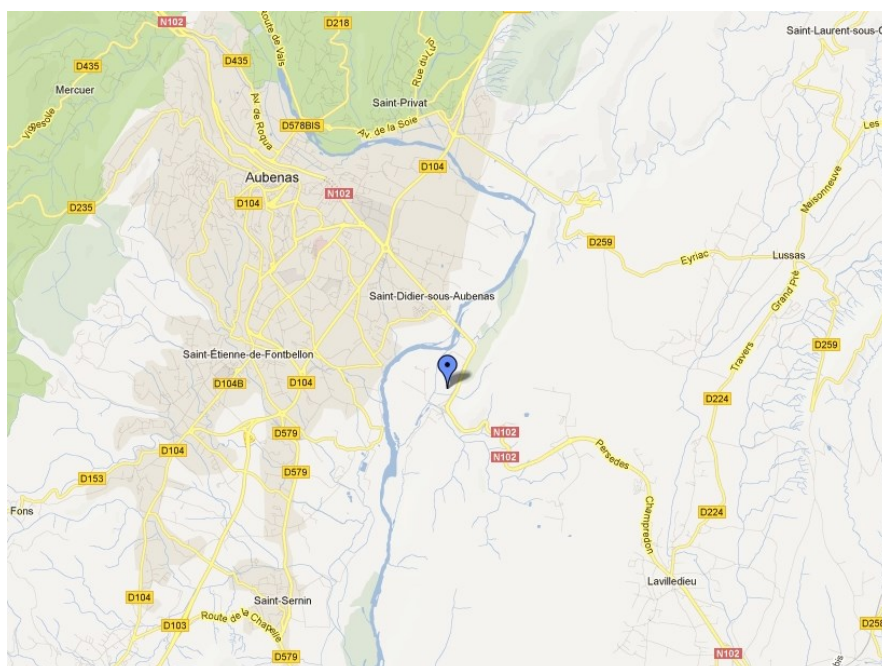 N102
D218
Saint-Laurent-sous-C
D435
D435
Route de Vals
Rue du Luol
Mercuer
Saint-Privat
Av. de Roqua
D578BIS
Av. de la Soie
Les
Maisonneuve
D104
Aubenas
N102
D104
D235
D259
Eyriac
Lussas
Grand Pré
Saint-Didier-sous-Aubenas
Travers
D259
Saint-Étienne-de-Fontbellon
D104B
D104
D224
N102
D579
D104
Persedes
N102
D579
D153
Champredon
Fons
D224
Lavilledieu
D104
Saint-Sernin
Route de la Chapelle
D103
D258
D579
N102
bis